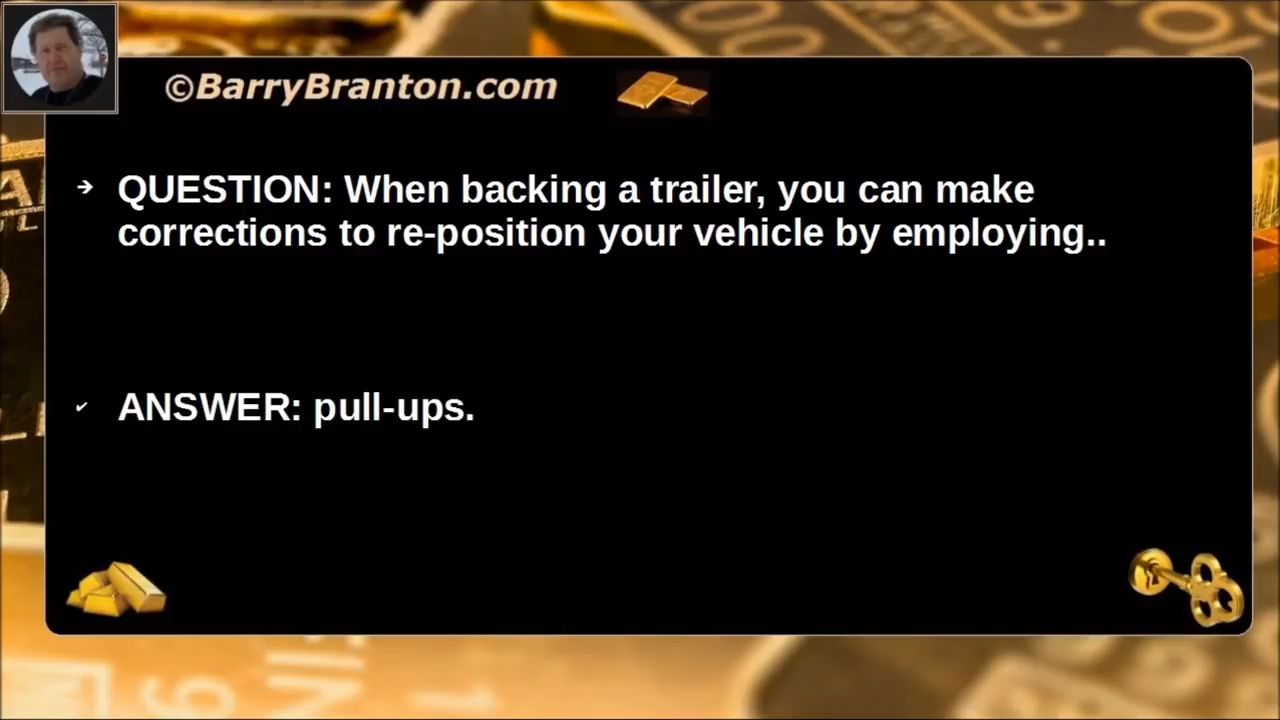 ©BarryBranton.com
QUESTION: When backing a trailer, you can make
corrections to re-position your vehicle by employing..
ANSWER: pull-ups.